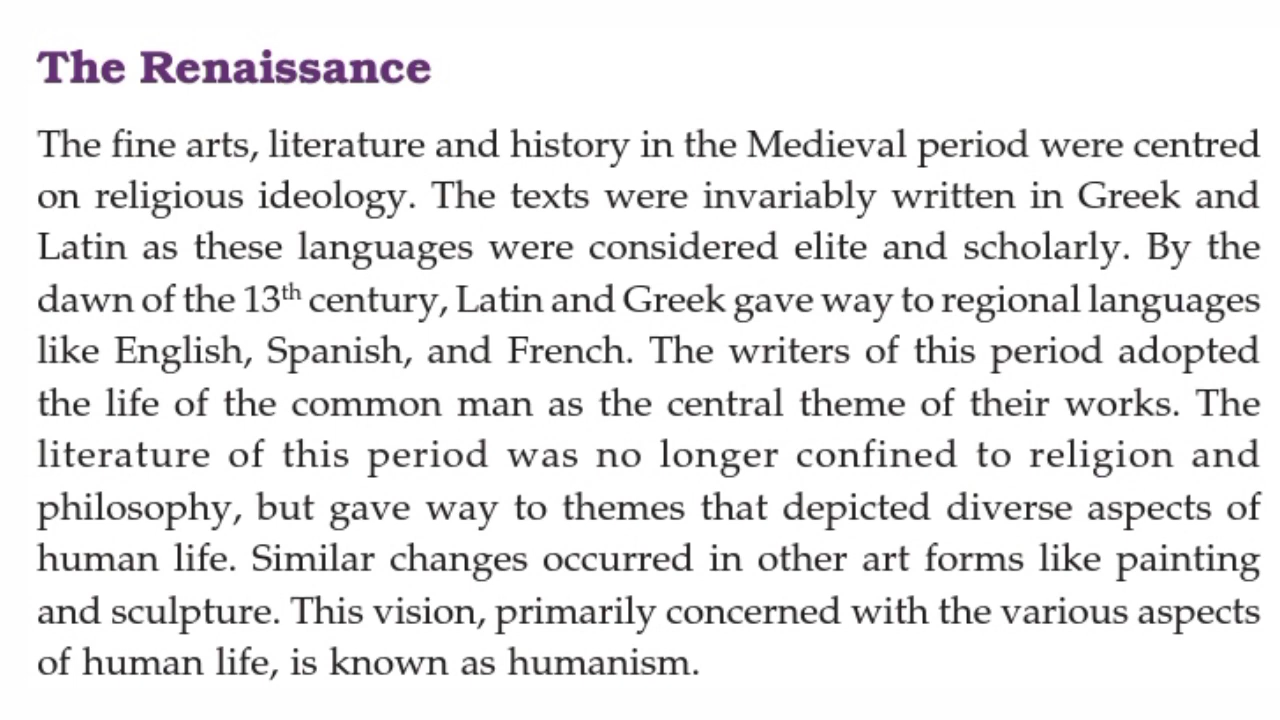 The Renaissance
The fine arts, literature and history in the Medieval period were centred
on religious ideology. The texts were invariably written in Greek and
Latin as these languages were considered elite and scholarly. By the
dawn of the 13th century, Latin and Greek gave way to regional languages
like English, Spanish, and French. The writers of this period adopted
the life of the common man as the central theme of their works. The
literature of this period was no longer confined to religion and
philosophy, but gave way to themes that depicted diverse aspects of
human life. Similar changes occurred in other art forms like painting
and sculpture. This vision, primarily concerned with the various aspects
of human life, is known as humanism.